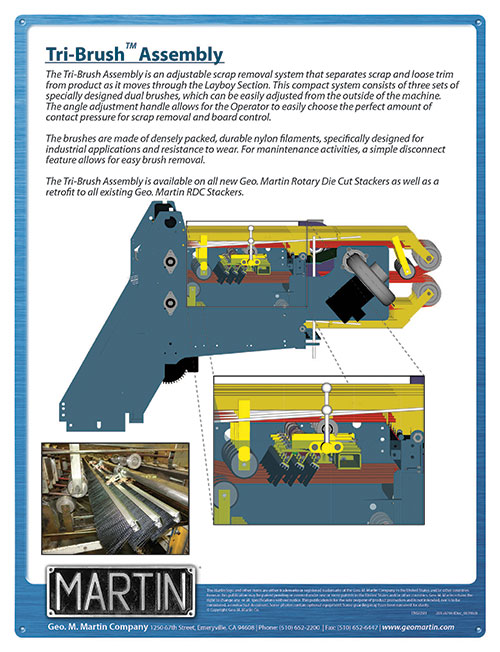 Tri-Brush™ Assembly
The Tri-Brush Assembly is an adjustable scrap removal system that separates scrap and loose trim
from product as it moves through the Layboy Section. This compact system consists of three sets of
specially designed dual brushes, which can be easily adjusted from the outside of the machine.
The angle adjustment handle allows for the Operator to easily choose the perfect amount of
contact pressure for scrap removal and board control.
The brushes are made of densely packed, durable nylon filaments, specifically designed for
industrial applications and resistance to wear. For manintenance activities, a simple disconnect
feature allows for easy brush removal.
The Tri-Brush Assembly is available on all new Geo. Martin Rotary Die Cut Stackers as well as a
retrofit to all existing Geo. Martin RDC Stackers.
MARTIN
Geo. M. Martin Company 1250 67th Street, Emeryville, CA 94608 | Phone: (510) 652-2200 | Fax: (510) 652-6447 | www.geomartin.com